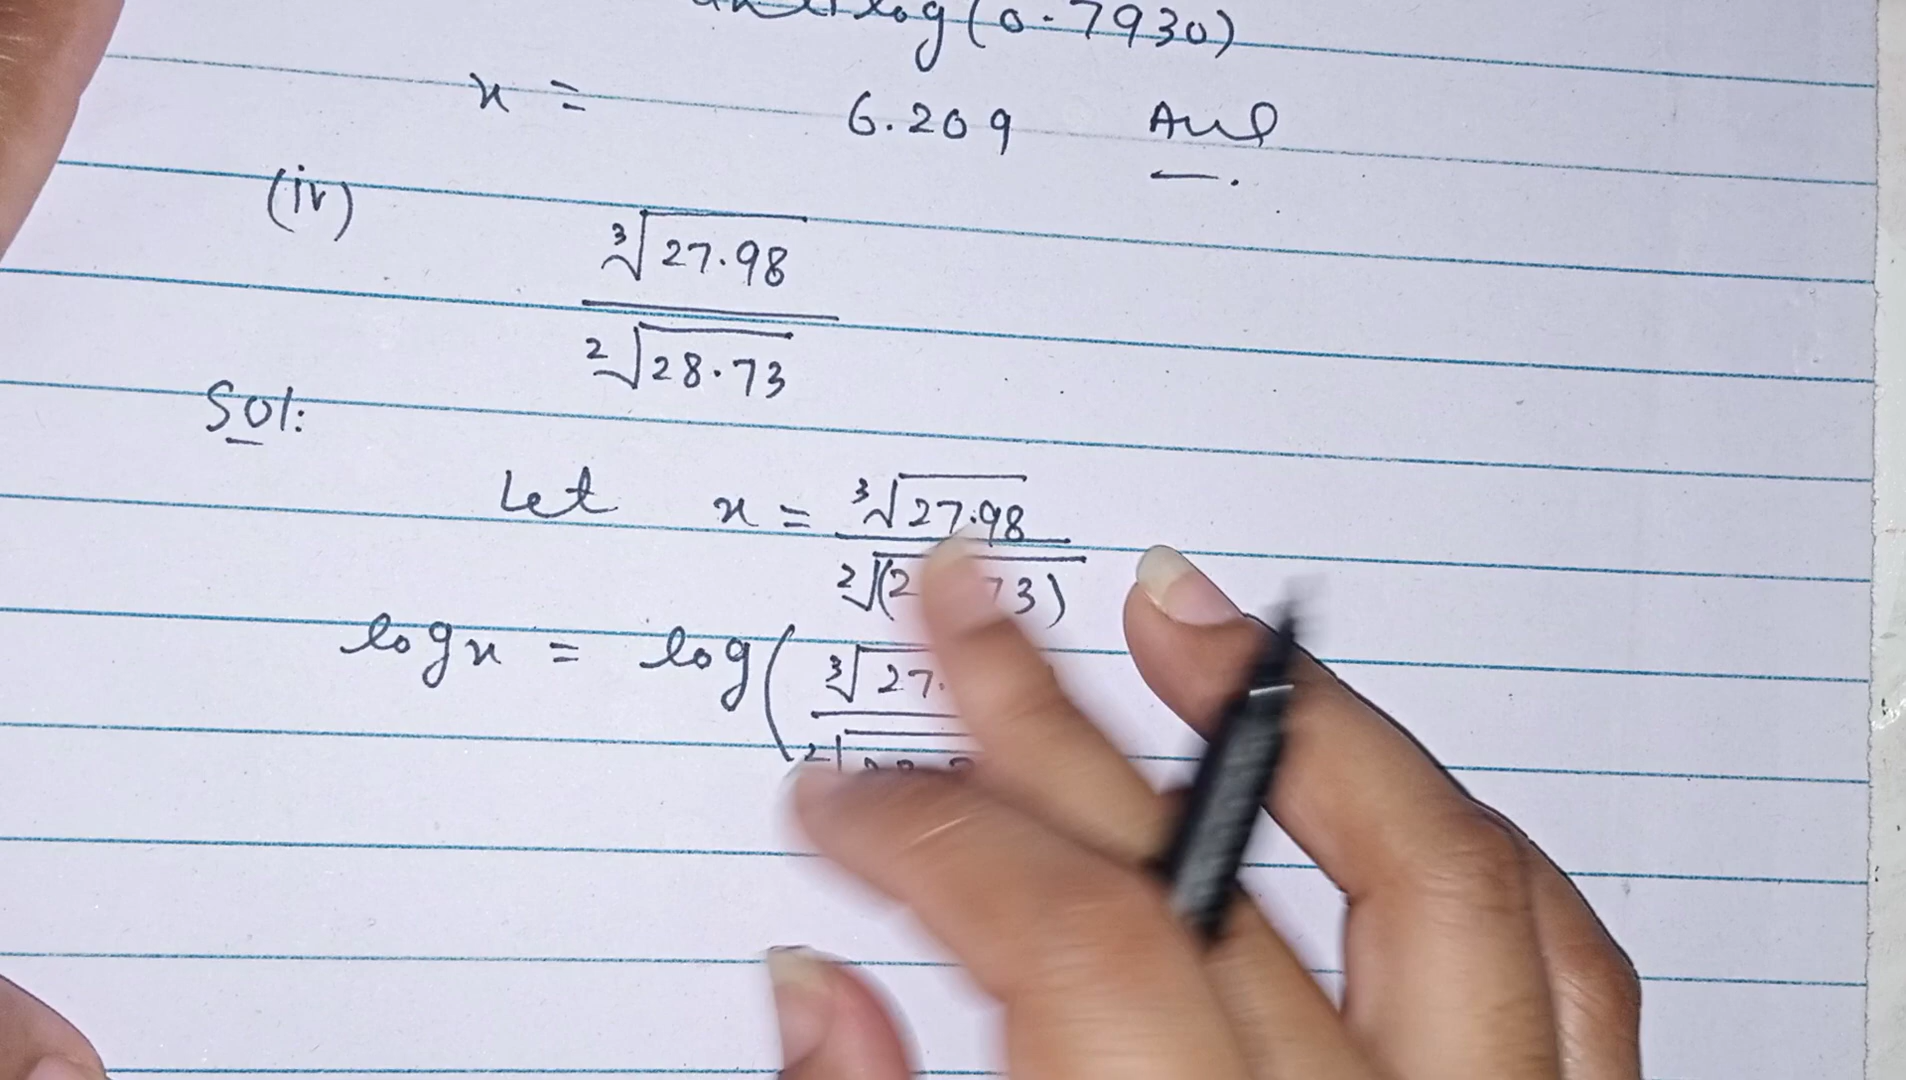 log(0.7930)
x = 6.209 Ans
(iv) ∛27.98
²√28.73
Sol:
Let x = ∛27.98
²√(2 73)
log x = log( ∛27.